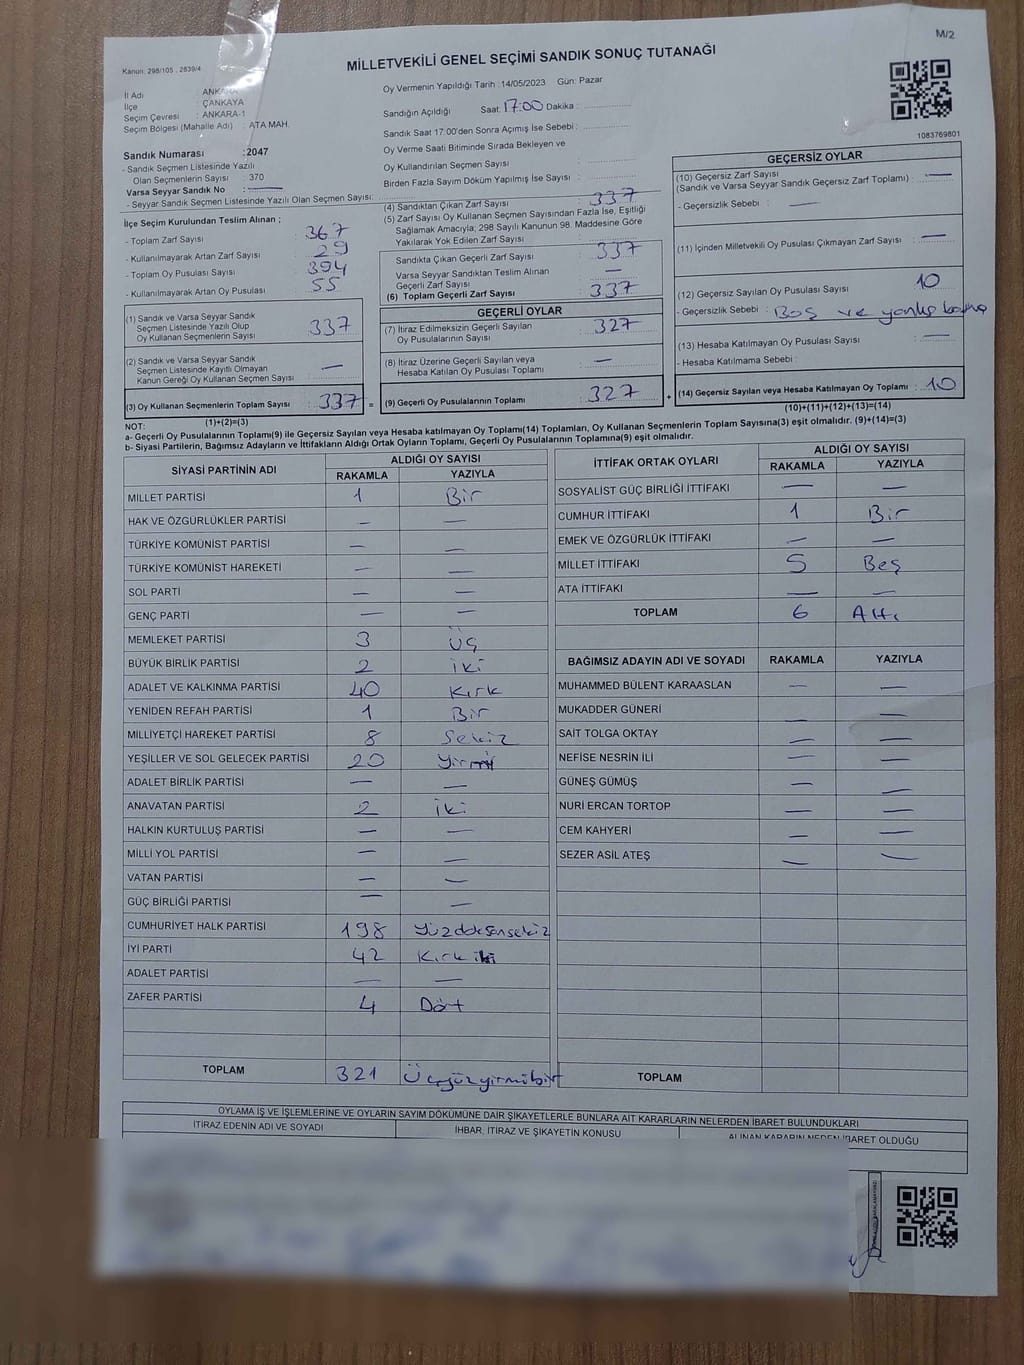 M/2
Kanun: 298/105 , 2839/4
MİLLETVEKİLİ GENEL SEÇİMİ SANDIK SONUÇ TUTANAĞI
İl Adı : ANKARA
İlçe : ÇANKAYA
Seçim Çevresi : ANKARA-1
Seçim Bölgesi (Mahalle Adı) : ATA MAH.
Sandık Numarası : 2047
- Sandık Seçmen Listesinde Yazılı
Olan Seçmenlerin Sayısı : 370
Varsa Seyyar Sandık No : —
- Seyyar Sandık Seçmen Listesinde Yazılı Olan Seçmen Sayısı:
Oy Vermenin Yapıldığı Tarih : 14/05/2023 Gün: Pazar
Sandığın Açıldığı Saat: 17:00 Dakika :
Sandık Saat 17:00'den Sonra Açımış İse Sebebi :
Oy Verme Saati Bitiminde Sırada Bekleyen ve
Oy Kullandırılan Seçmen Sayısı :
Birden Fazla Sayım Döküm Yapılmış İse Sayısı :
1083769801
İlçe Seçim Kurulundan Teslim Alınan ;
- Toplam Zarf Sayısı : 367
- Kullanılmayarak Artan Zarf Sayısı : 29
- Toplam Oy Pusulası Sayısı : 394
- Kullanılmayarak Artan Oy Pusulası : 55
(1) Sandık ve Varsa Seyyar Sandık
Seçmen Listesinde Yazılı Olup
Oy Kullanan Seçmenlerin Sayısı : 337
(2) Sandık ve Varsa Seyyar Sandık
Seçmen Listesinde Kayıtlı Olmayan
Kanun Gereği Oy Kullanan Seçmen Sayısı : —
(3) Oy Kullanan Seçmenlerin Toplam Sayısı : 337 =
(1)+(2)=(3)
(4) Sandıktan Çıkan Zarf Sayısı : 337
(5) Zarf Sayısı Oy Kullanan Seçmen Sayısından Fazla İse, Eşitliği
Sağlamak Amacıyla; 298 Sayılı Kanunun 98. Maddesine Göre
Yakılarak Yok Edilen Zarf Sayısı :
Sandıkta Çıkan Geçerli Zarf Sayısı : 337
Varsa Seyyar Sandıktan Teslim Alınan
Geçerli Zarf Sayısı : —
(6) Toplam Geçerli Zarf Sayısı : 337
GEÇERLİ OYLAR
(7) İtiraz Edilmeksizin Geçerli Sayılan
Oy Pusulalarının Sayısı : 327
(8) İtiraz Üzerine Geçerli Sayılan veya
Hesaba Katılan Oy Pusulası Toplamı : —
(9) Geçerli Oy Pusulalarının Toplamı : 327 +
GEÇERSİZ OYLAR
(10) Geçersiz Zarf Sayısı
(Sandık ve Varsa Seyyar Sandık Geçersiz Zarf Toplamı) : —
- Geçersizlik Sebebi : —
(11) İçinden Milletvekili Oy Pusulası Çıkmayan Zarf Sayısı : —
(12) Geçersiz Sayılan Oy Pusulası Sayısı : 10
- Geçersizlik Sebebi : Boş ve yanlış basma
(13) Hesaba Katılmayan Oy Pusulası Sayısı : —
- Hesaba Katılmama Sebebi :
(14) Geçersiz Sayılan veya Hesaba Katılmayan Oy Toplamı : 10
(10)+(11)+(12)+(13)=(14)
NOT:
a- Geçerli Oy Pusulalarının Toplamı(9) ile Geçersiz Sayılan veya Hesaba katılmayan Oy Toplamı(14) Toplamları, Oy Kullanan Seçmenlerin Toplam Sayısına(3) eşit olmalıdır. (9)+(14)=(3)
b- Siyasi Partilerin, Bağımsız Adayların ve İttifakların Aldığı Ortak Oyların Toplamı, Geçerli Oy Pusulalarının Toplamına(9) eşit olmalıdır.
SİYASİ PARTİNİN ADI ALDIĞI OY SAYISI
RAKAMLA YAZIYLA
MİLLET PARTİSİ 1 Bir
HAK VE ÖZGÜRLÜKLER PARTİSİ — —
TÜRKİYE KOMÜNİST PARTİSİ — —
TÜRKİYE KOMÜNİST HAREKETİ — —
SOL PARTİ — —
GENÇ PARTİ — —
MEMLEKET PARTİSİ 3 Üç
BÜYÜK BİRLİK PARTİSİ 2 iki
ADALET VE KALKINMA PARTİSİ 40 Kırk
YENİDEN REFAH PARTİSİ 1 Bir
MİLLİYETÇİ HAREKET PARTİSİ 8 Sekiz
YEŞİLLER VE SOL GELECEK PARTİSİ 20 Yirmi
ADALET BİRLİK PARTİSİ — —
ANAVATAN PARTİSİ 2 İki
HALKIN KURTULUŞ PARTİSİ — —
MİLLİ YOL PARTİSİ — —
VATAN PARTİSİ — —
GÜÇ BİRLİĞİ PARTİSİ — —
CUMHURİYET HALK PARTİSİ 198 Yüzdoksansekiz
İYİ PARTİ 42 Kırkiki
ADALET PARTİSİ — —
ZAFER PARTİSİ 4 Dört
TOPLAM 321 Üçyüzyirmibir
İTTİFAK ORTAK OYLARI ALDIĞI OY SAYISI
RAKAMLA YAZIYLA
SOSYALİST GÜÇ BİRLİĞİ İTTİFAKI — —
CUMHUR İTTİFAKI 1 Bir
EMEK VE ÖZGÜRLÜK İTTİFAKI — —
MİLLET İTTİFAKI 5 Beş
ATA İTTİFAKI — —
TOPLAM 6 Altı
BAĞIMSIZ ADAYIN ADI VE SOYADI RAKAMLA YAZIYLA
MUHAMMED BÜLENT KARAASLAN — —
MUKADDER GÜNERİ — —
SAİT TOLGA OKTAY — —
NEFİSE NESRİN İLİ — —
GÜNEŞ GÜMÜŞ — —
NURİ ERCAN TORTOP — —
CEM KAHYERİ — —
SEZER ASİL ATEŞ — —
TOPLAM
OYLAMA İŞ VE İŞLEMLERİNE VE OYLARIN SAYIM DÖKÜMÜNE DAİR ŞİKAYETLERLE BUNLARA AİT KARARLARIN NELERDEN İBARET BULUNDUKLARI
İTİRAZ EDENİN ADI VE SOYADI İHBAR, İTİRAZ VE ŞİKAYETİN KONUSU ALINAN KARARIN NEDEN İBARET OLDUĞU